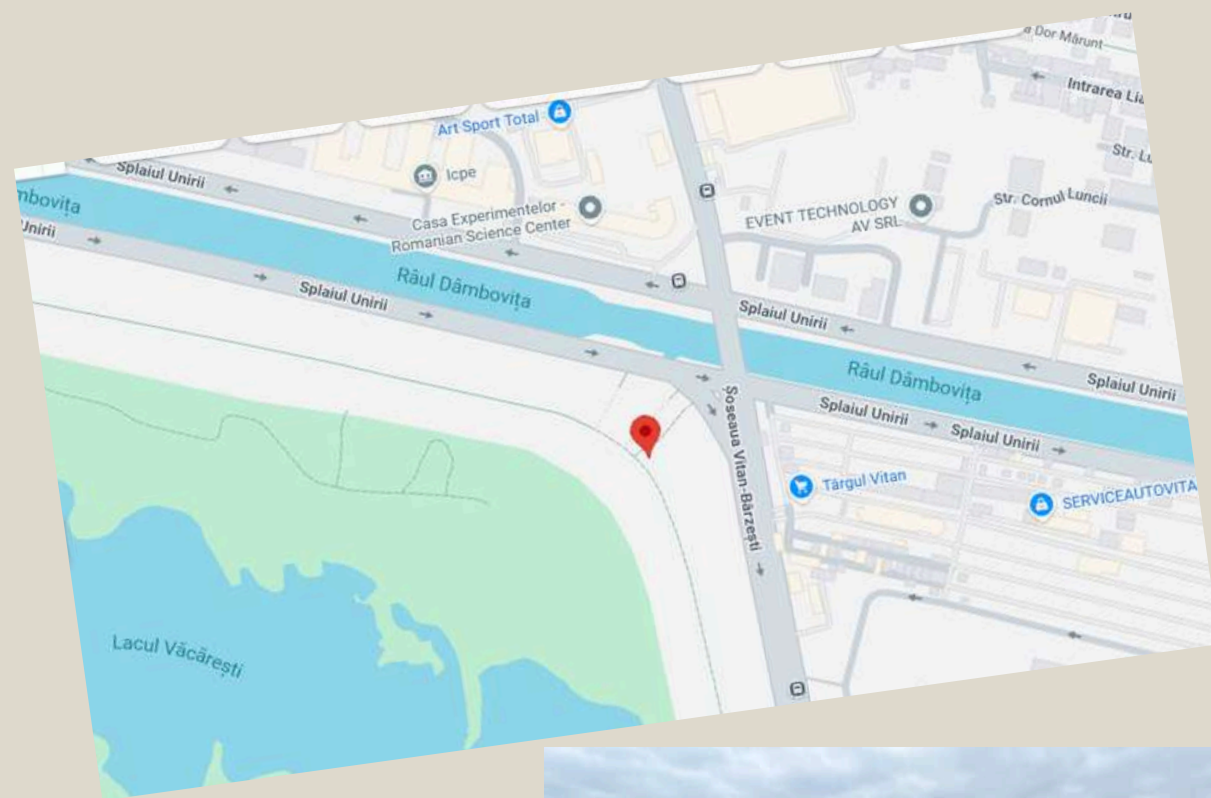 a Dor Mărunt
Intrarea Lia
Str. Lu
Art Sport Total
Icpe
Splaiul Unirii
Str. Cornul Luncii
EVENT TECHNOLOGY
AV SRL
Casa Experimentelor -
Romanian Science Center
mbovița
Unirii
Râul Dâmbovița
Splaiul Unirii
Splaiul Unirii
Râul Dâmbovița
Splaiul Unirii
Splaiul Unirii
Splaiul Unirii
Șoseaua Vitan-Bârzești
Târgul Vitan
SERVICEAUTOVITA
Lacul Văcărești